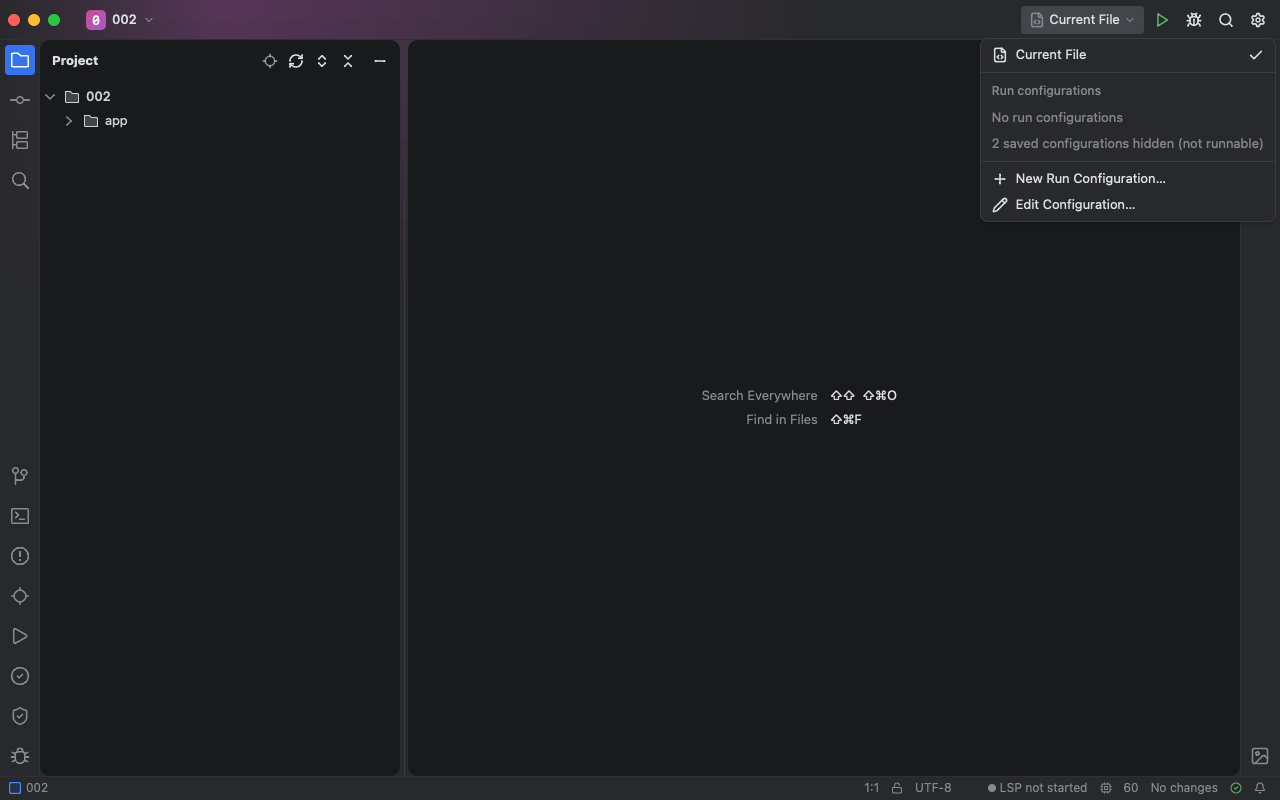 0 002
Current File
Project
Current File
002
Run configurations
app
No run configurations
2 saved configurations hidden (not runnable)
New Run Configuration...
Edit Configuration...
Search Everywhere ⇧⇧ ⇧⌘O
Find in Files ⇧⌘F
002
1:1
UTF-8
LSP not started
60
No changes